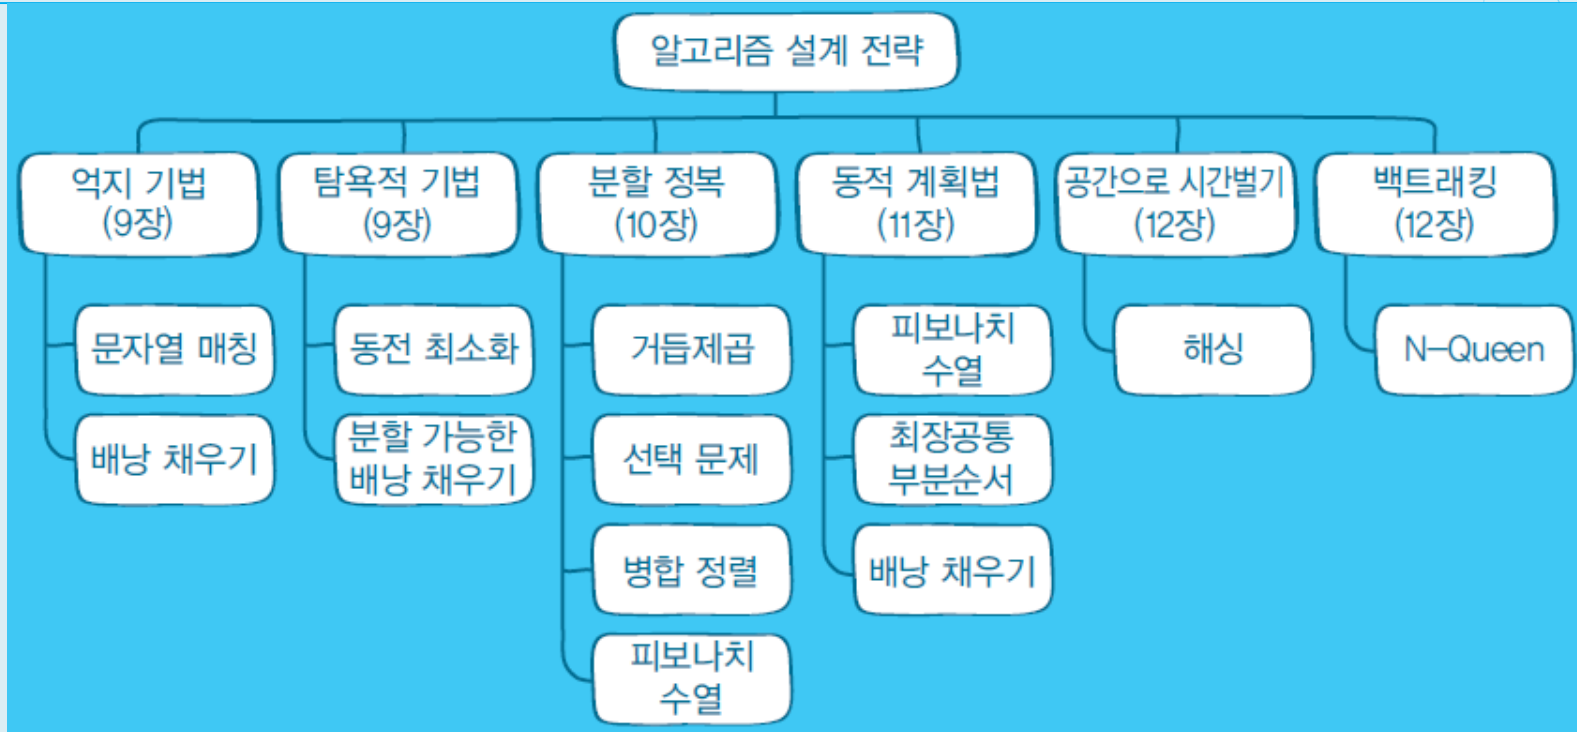 알고리즘 설계 전략
억지 기법
(9장)
문자열 매칭
배낭 채우기
탐욕적 기법
(9장)
동전 최소화
분할 가능한
배낭 채우기
분할 정복
(10장)
거듭제곱
선택 문제
병합 정렬
피보나치
수열
동적 계획법
(11장)
피보나치
수열
최장공통
부분순서
배낭 채우기
공간으로 시간벌기
(12장)
해싱
백트래킹
(12장)
N-Queen